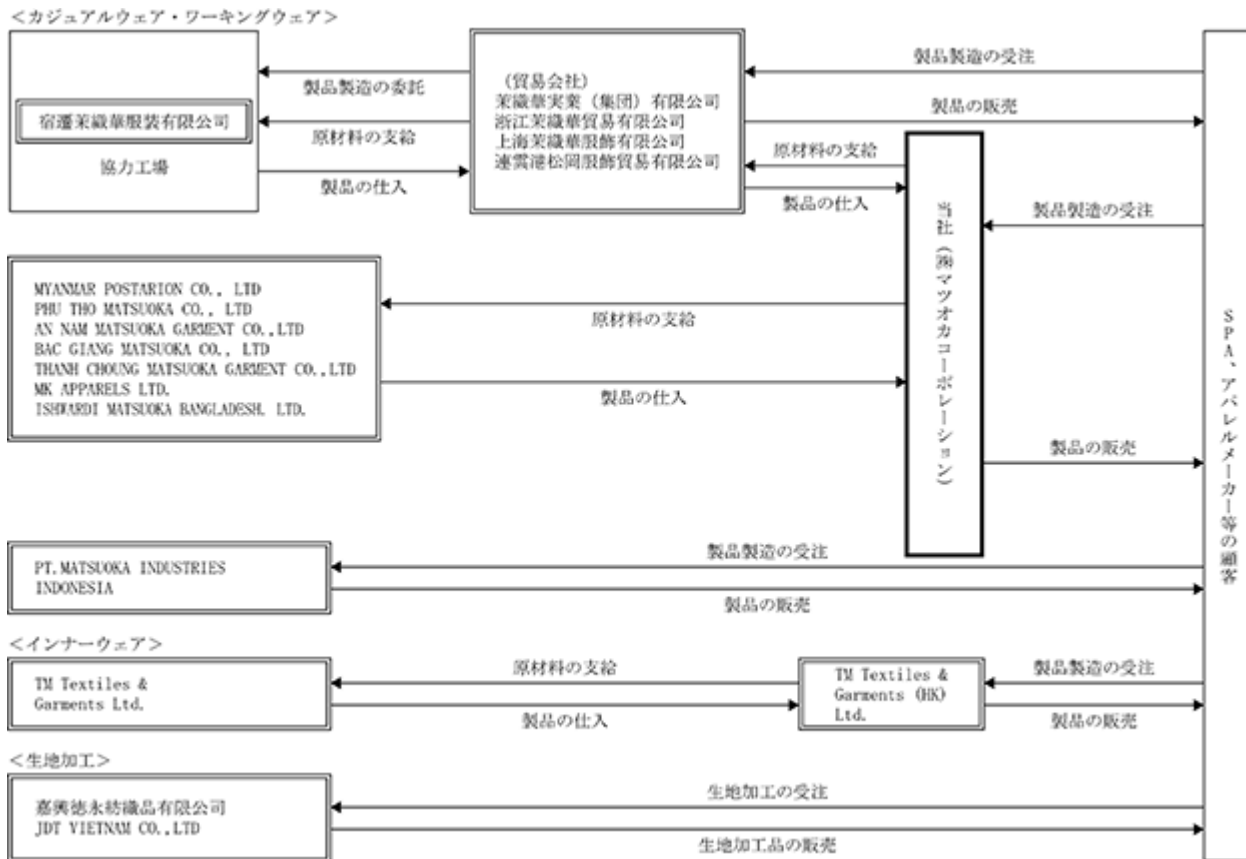 ＜カジュアルウェア・ワーキングウェア＞
宿遷茉織華服装有限公司
協力工場
製品製造の委託
原材料の支給
製品の仕入
（貿易会社）
茉織華実業（集団）有限公司
浙江茉織華貿易有限公司
上海茉織華服飾有限公司
連雲港松岡服飾貿易有限公司
製品製造の受注
製品の販売
原材料の支給
製品の仕入
製品製造の受注
当社（㈱マツオカコーポレーション）
SPA、アパレルメーカー等の顧客
MYANMAR POSTARION CO., LTD
PHU THO MATSUOKA CO., LTD
AN NAM MATSUOKA GARMENT CO.,LTD
BAC GIANG MATSUOKA CO., LTD
THANH CHOUNG MATSUOKA GARMENT CO.,LTD
MK APPARELS LTD.
ISHWARDI MATSUOKA BANGLADESH. LTD.
原材料の支給
製品の仕入
製品の販売
PT.MATSUOKA INDUSTRIES
INDONESIA
製品製造の受注
製品の販売
＜インナーウェア＞
TM Textiles &
Garments Ltd.
原材料の支給
製品の仕入
TM Textiles &
Garments (HK)
Ltd.
製品製造の受注
製品の販売
＜生地加工＞
嘉興徳永紡織品有限公司
JDT VIETNAM CO.,LTD
生地加工の受注
生地加工品の販売